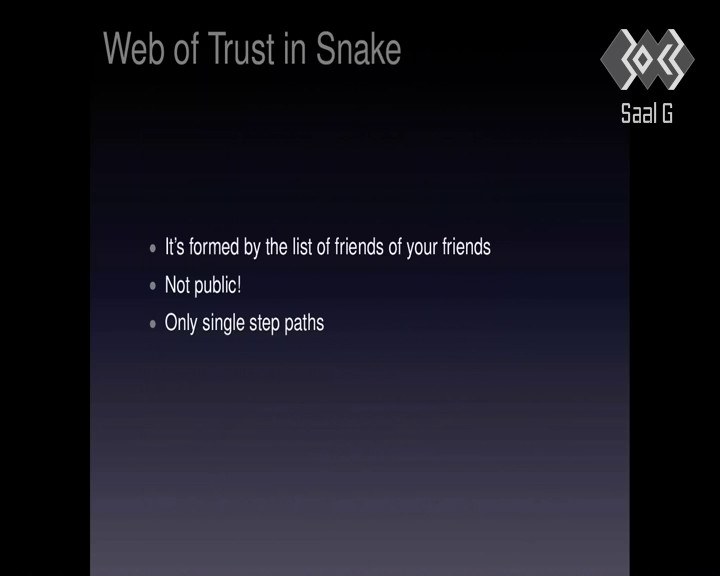 Web of Trust in Snake
Saal G
It's formed by the list of friends of your friends
Not public!
Only single step paths